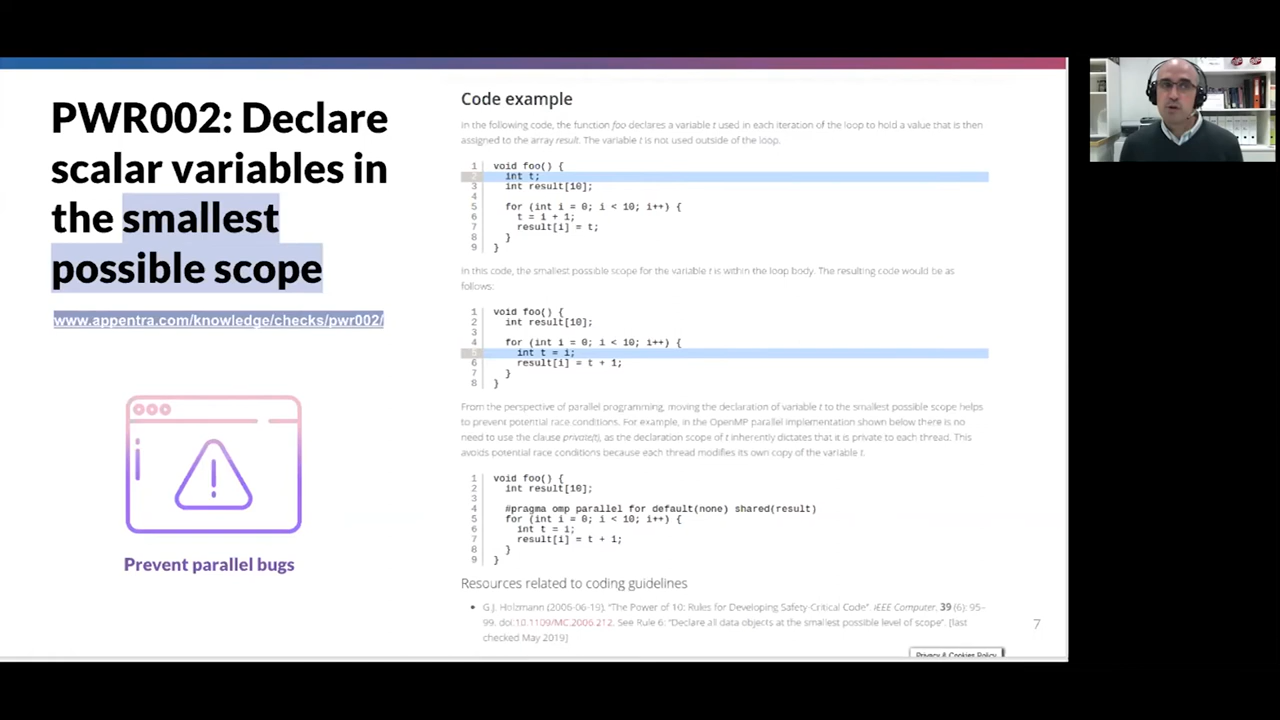 PWR002: Declare
scalar variables in
the smallest
possible scope
www.appentra.com/knowledge/checks/pwr002/
Prevent parallel bugs
Code example
In the following code, the function foo declares a variable t used in each iteration of the loop to hold a value that is then
assigned to the array result. The variable t is not used outside of the loop.
1 void foo() {
2 int t;
3 int result[10];
4
5 for (int i = 0; i < 10; i++) {
6 t = i + 1;
7 result[i] = t;
8 }
9 }
In this code, the smallest possible scope for the variable t is within the loop body. The resulting code would be as
follows:
1 void foo() {
2 int result[10];
3
4 for (int i = 0; i < 10; i++) {
5 int t = i;
6 result[i] = t + 1;
7 }
8 }
From the perspective of parallel programming, moving the declaration of variable t to the smallest possible scope helps
to prevent potential race conditions. For example, in the OpenMP parallel implementation shown below there is no
need to use the clause private(t), as the declaration scope of t inherently dictates that it is private to each thread. This
avoids potential race conditions because each thread modifies its own copy of the variable t.
1 void foo() {
2 int result[10];
3
4 #pragma omp parallel for default(none) shared(result)
5 for (int i = 0; i < 10; i++) {
6 int t = i;
7 result[i] = t + 1;
8 }
9 }
Resources related to coding guidelines
• G.J. Holzmann (2006-06-19). "The Power of 10: Rules for Developing Safety-Critical Code". IEEE Computer. 39 (6): 95–
99. doi:10.1109/MC.2006.212. See Rule 6: "Declare all data objects at the smallest possible level of scope". [last
checked May 2019]
7
Privacy & Cookies Policy